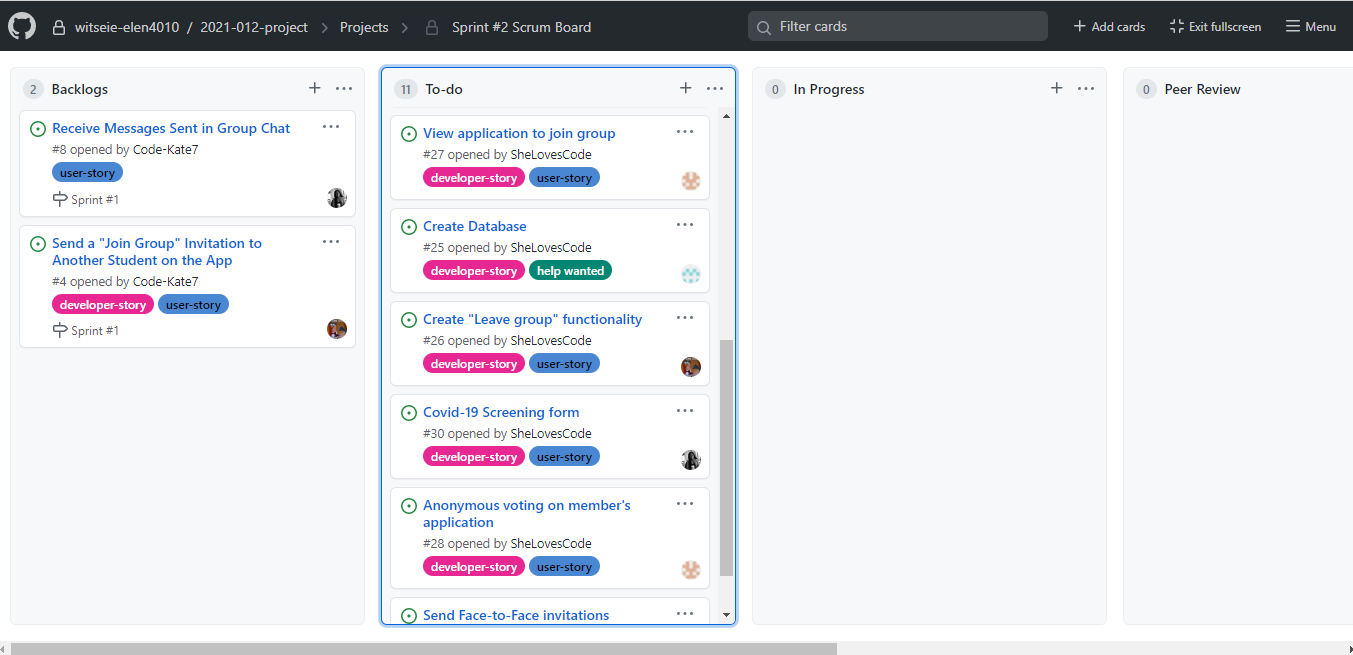 witseie-elen4010 / 2021-012-project > Projects > Sprint #2 Scrum Board
Filter cards
+ Add cards
Exit fullscreen
Menu
2 Backlogs
Receive Messages Sent in Group Chat
#8 opened by Code-Kate7
user-story
Sprint #1
Send a "Join Group" Invitation to
Another Student on the App
#4 opened by Code-Kate7
developer-story user-story
Sprint #1
11 To-do
View application to join group
#27 opened by SheLovesCode
developer-story user-story
Create Database
#25 opened by SheLovesCode
developer-story help wanted
Create "Leave group" functionality
#26 opened by SheLovesCode
developer-story user-story
Covid-19 Screening form
#30 opened by SheLovesCode
developer-story user-story
Anonymous voting on member's
application
#28 opened by SheLovesCode
developer-story user-story
Send Face-to-Face invitations
0 In Progress
0 Peer Review